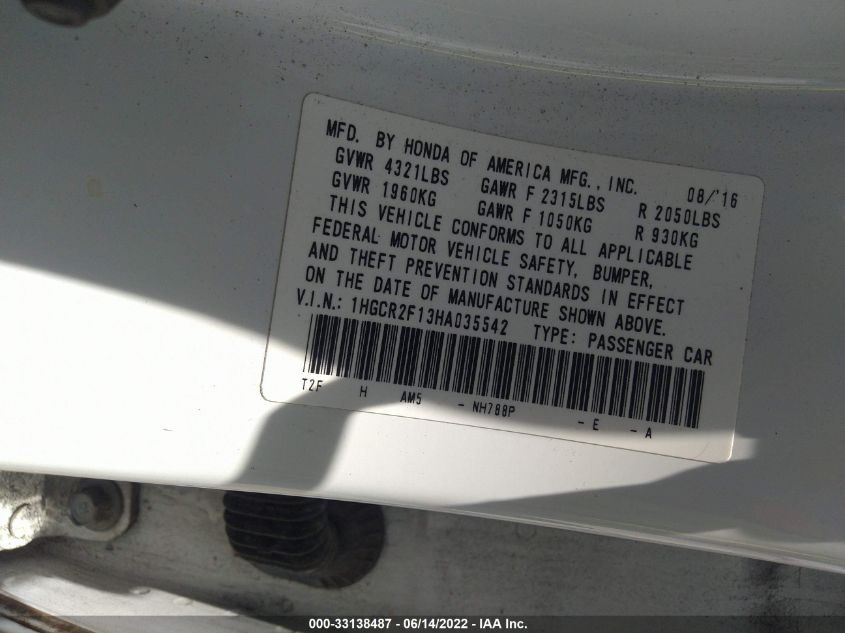 MFD. BY HONDA OF AMERICA MFG., INC. 08/'16
GVWR 4321LBS GAWR F 2315LBS R 2050LBS
GVWR 1960KG GAWR F 1050KG R 930KG
THIS VEHICLE CONFORMS TO ALL APPLICABLE
FEDERAL MOTOR VEHICLE SAFETY, BUMPER,
AND THEFT PREVENTION STANDARDS IN EFFECT
ON THE DATE OF MANUFACTURE SHOWN ABOVE.
V.I.N.: 1HGCR2F13HA035542 TYPE: PASSENGER CAR
T2F H AM5 - NH788P - E - A
000-33138487 - 06/14/2022 - IAA Inc.